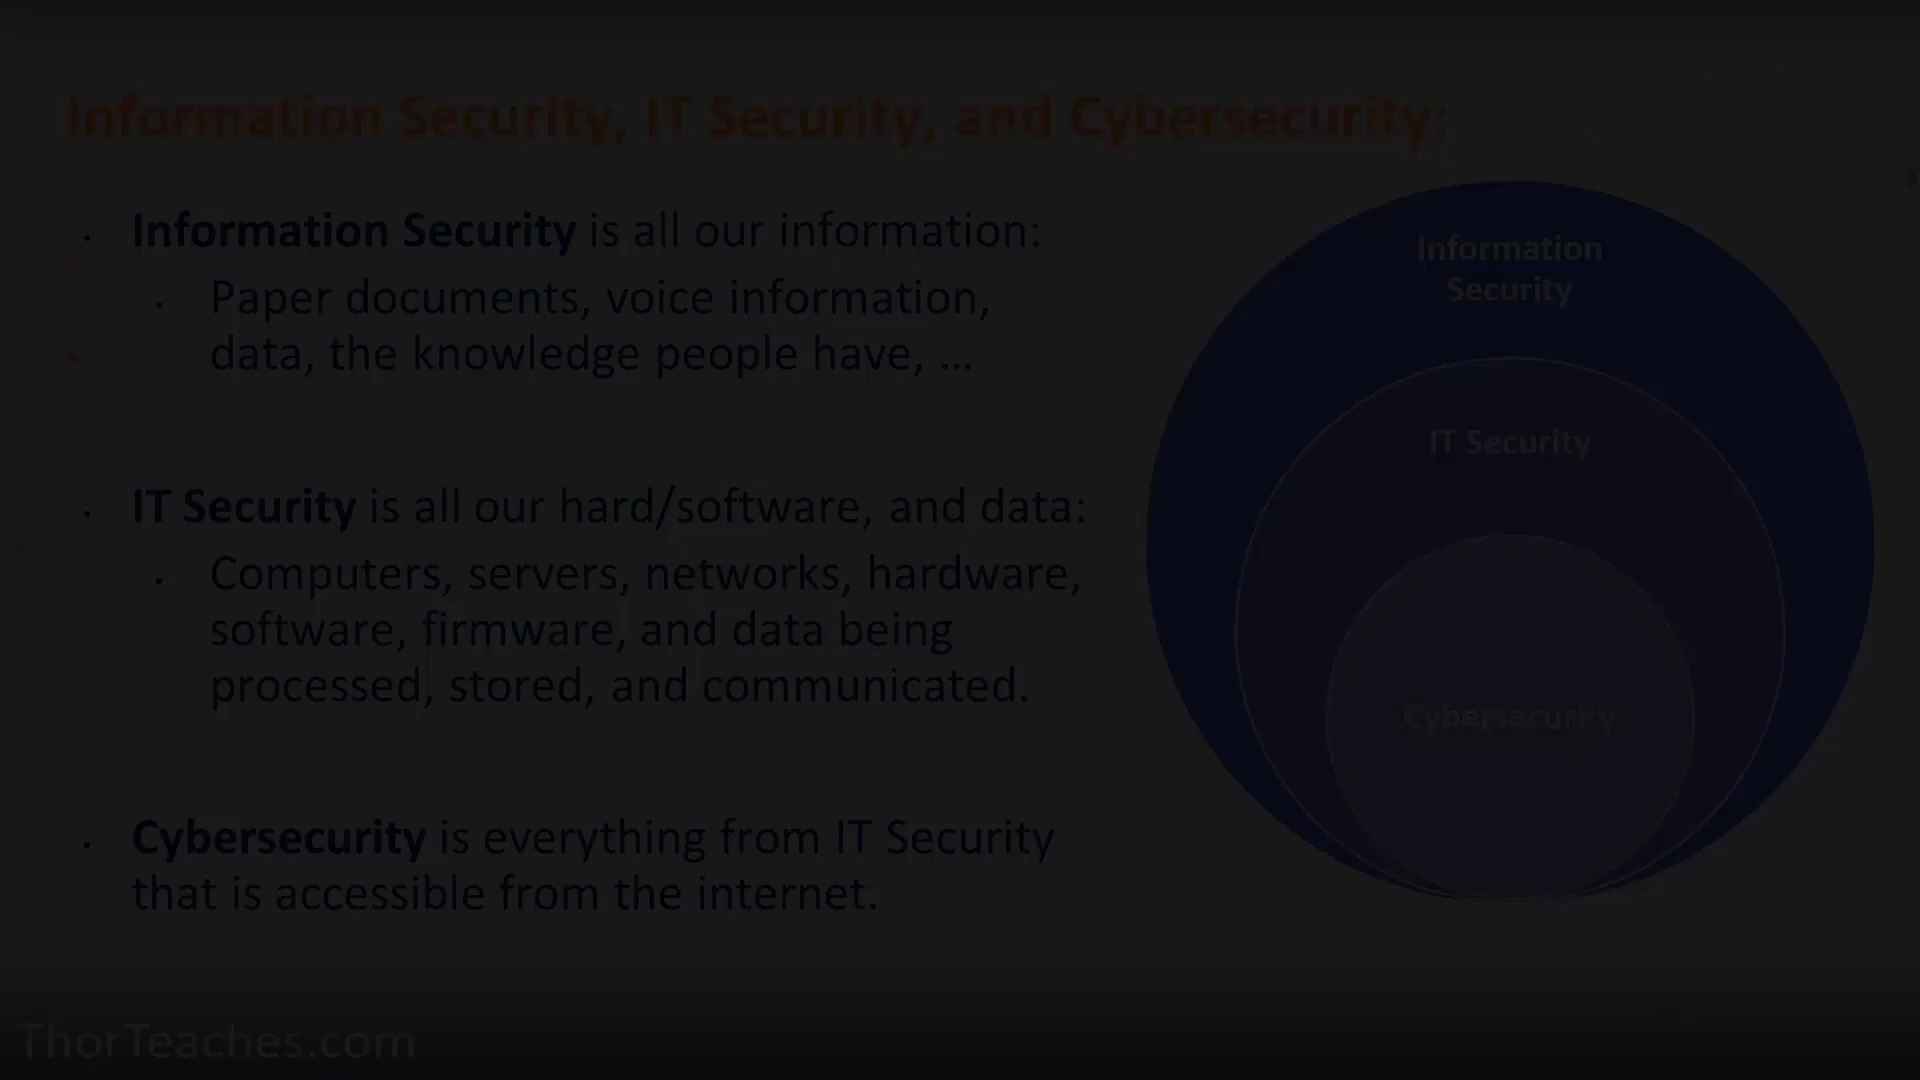 Information Security, IT Security, and Cybersecurity:
Information Security is all our information:
Paper documents, voice information,
data, the knowledge people have, ...
IT Security is all our hard/software, and data:
Computers, servers, networks, hardware,
software, firmware, and data being
processed, stored, and communicated.
Cybersecurity is everything from IT Security
that is accessible from the internet.
Information
Security
IT Security
Cybersecurity
ThorTeaches.com